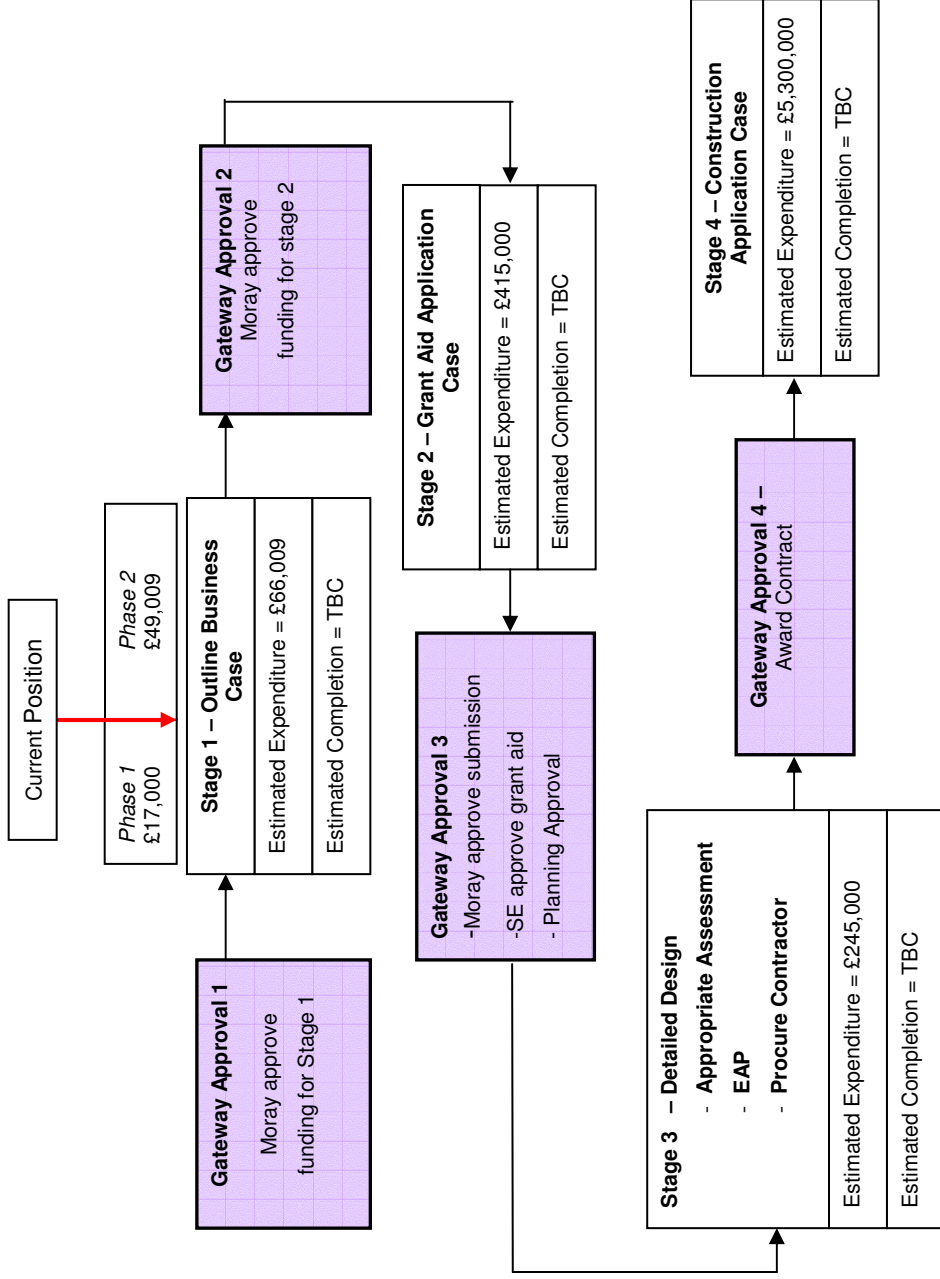 Current Position
Phase 1
£17,000
Phase 2
£49,009
Gateway Approval 1
Moray approve
funding for Stage 1
Stage 1 – Outline Business
Case
Estimated Expenditure = £66,009
Estimated Completion = TBC
Gateway Approval 2
Moray approve
funding for stage 2
Stage 2 – Grant Aid Application
Case
Estimated Expenditure = £415,000
Estimated Completion = TBC
Gateway Approval 3
-Moray approve submission
-SE approve grant aid
- Planning Approval
Stage 3 – Detailed Design
- Appropriate Assessment
- EAP
- Procure Contractor
Estimated Expenditure = £245,000
Estimated Completion = TBC
Gateway Approval 4 –
Award Contract
Stage 4 – Construction
Application Case
Estimated Expenditure = £5,300,000
Estimated Completion = TBC